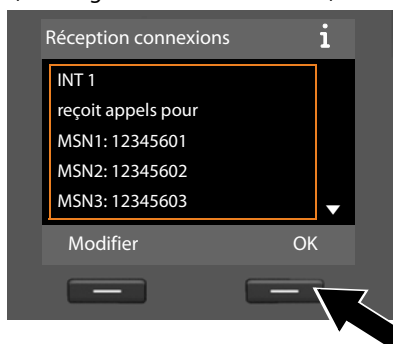 Réception connexions i
INT 1
reçoit appels pour
MSN1: 12345601
MSN2: 12345602
MSN3: 12345603
Modifier OK